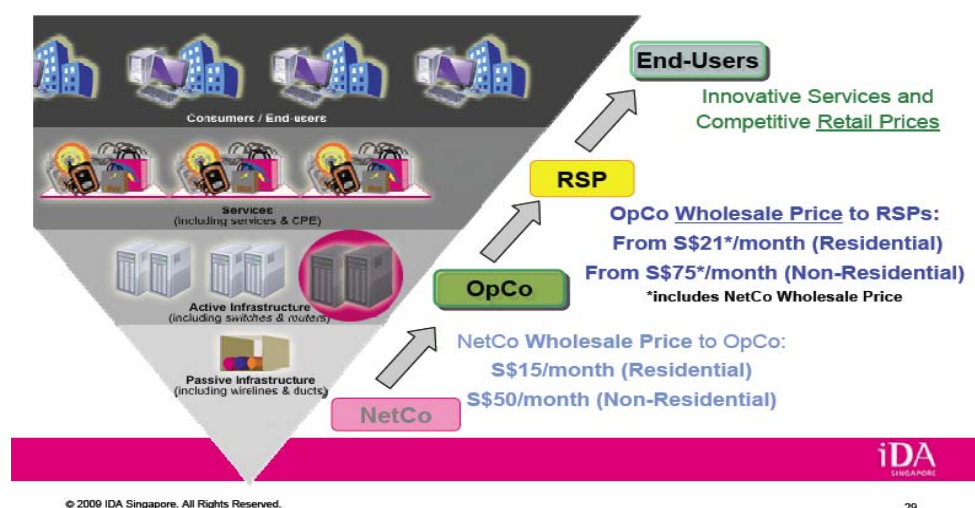 End-Users
Innovative Services and
Competitive Retail Prices
Consumers / End-users
RSP
Services
(including services & CPE)
OpCo Wholesale Price to RSPs:
From S$21*/month (Residential)
From S$75*/month (Non-Residential)
*includes NetCo Wholesale Price
OpCo
Active Infrastructure
(including switches & routers)
NetCo Wholesale Price to OpCo:
S$15/month (Residential)
S$50/month (Non-Residential)
Passive Infrastructure
(including wirelines & ducts)
NetCo
iDA
SINGAPORE
© 2009 IDA Singapore. All Rights Reserved.
29